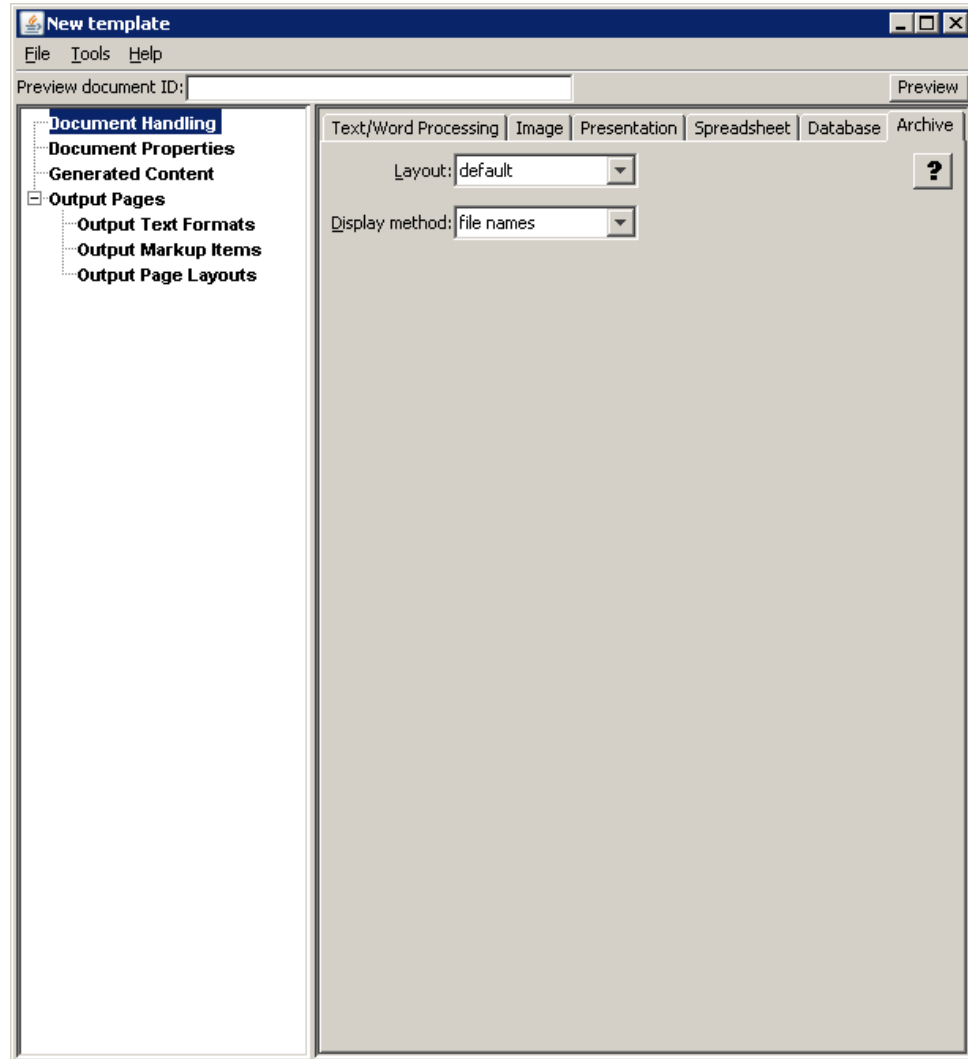 New template
File Tools Help
Preview document ID: Preview
Document Handling
Document Properties
Generated Content
Output Pages
Output Text Formats
Output Markup Items
Output Page Layouts
Text/Word Processing Image Presentation Spreadsheet Database Archive
Layout: default ?
Display method: file names